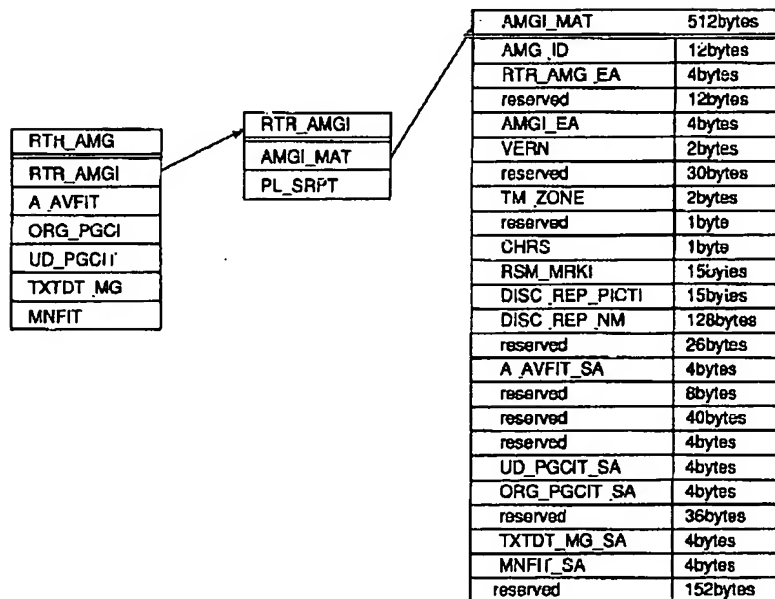 RTR_AMG
RTR_AMGI
A_AVFIT
ORG_PGCI
UD_PGCIT
TXTDT_MG
MNFIT
RTR_AMGI
AMGI_MAT
PL_SRPT
AMGI_MAT 512bytes
AMG_ID 12bytes
RTR_AMG_EA 4bytes
reserved 12bytes
AMGI_EA 4bytes
VERN 2bytes
reserved 30bytes
TM_ZONE 2bytes
reserved 1byte
CHRS 1byte
RSM_MRKI 15bytes
DISC_REP_PICTI 15bytes
DISC_REP_NM 128bytes
reserved 26bytes
A_AVFIT_SA 4bytes
reserved 8bytes
reserved 40bytes
reserved 4bytes
UD_PGCIT_SA 4bytes
ORG_PGCIT_SA 4bytes
reserved 36bytes
TXTDT_MG_SA 4bytes
MNFIT_SA 4bytes
reserved 152bytes